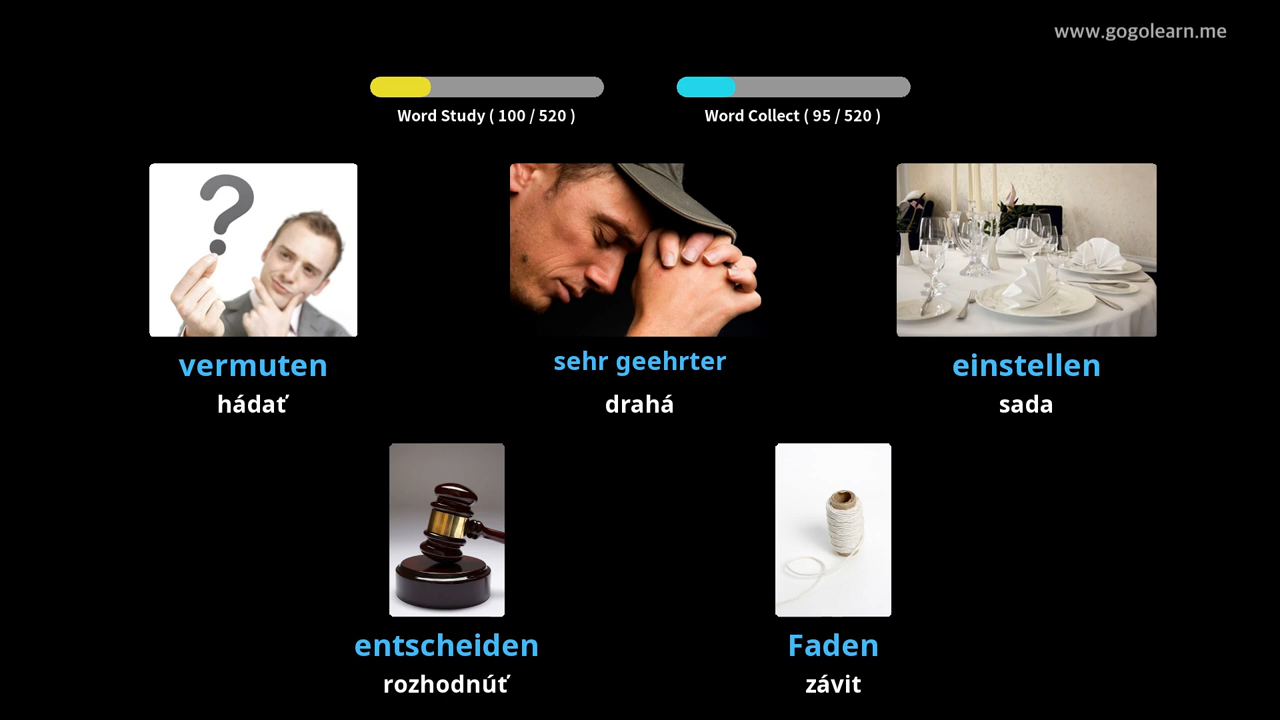 www.gogolearn.me
Word Study ( 100 / 520 )
Word Collect ( 95 / 520 )
vermuten
hádať
sehr geehrter
drahá
einstellen
sada
entscheiden
rozhodnúť
Faden
závit